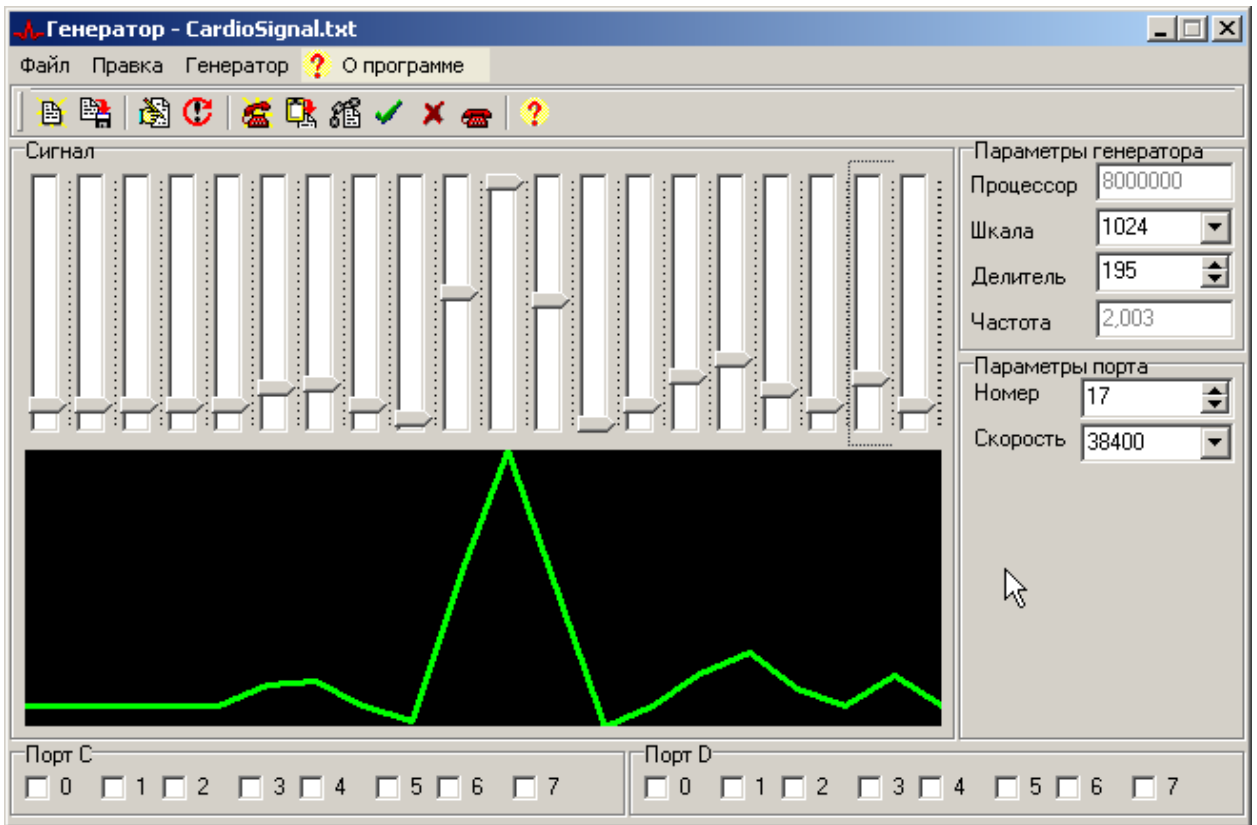 Генератор - CardioSignal.txt
Файл Правка Генератор ? О программе
Сигнал
Параметры генератора
Процессор 8000000
Шкала 1024
Делитель 195
Частота 2,003
Параметры порта
Номер 17
Скорость 38400
Порт C
0 1 2 3 4 5 6 7
Порт D
0 1 2 3 4 5 6 7